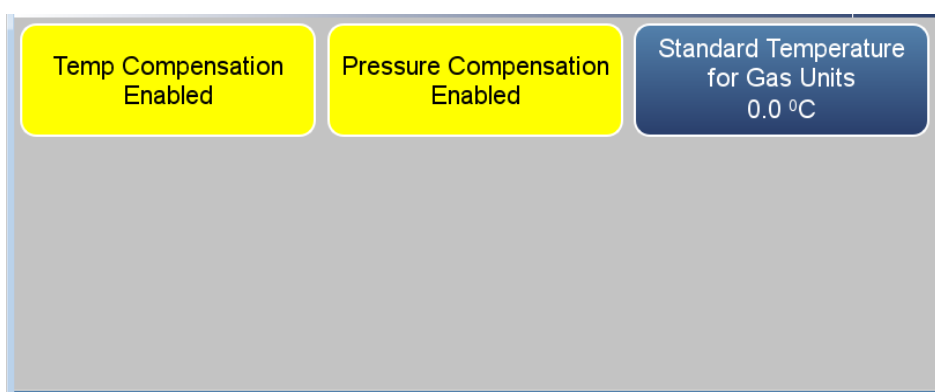 Temp Compensation
Enabled
Pressure Compensation
Enabled
Standard Temperature
for Gas Units
0.0 ⁰C